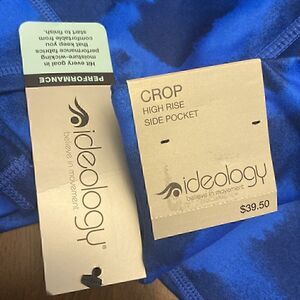 Hit every goal in
moisture-wicking
performance fabrics
that keep you
comfortable from
start to finish.
PERFORMANCE
ideology®
believe in movement
CROP
HIGH RISE
SIDE POCKET
ideology
believe in movement
$39.50